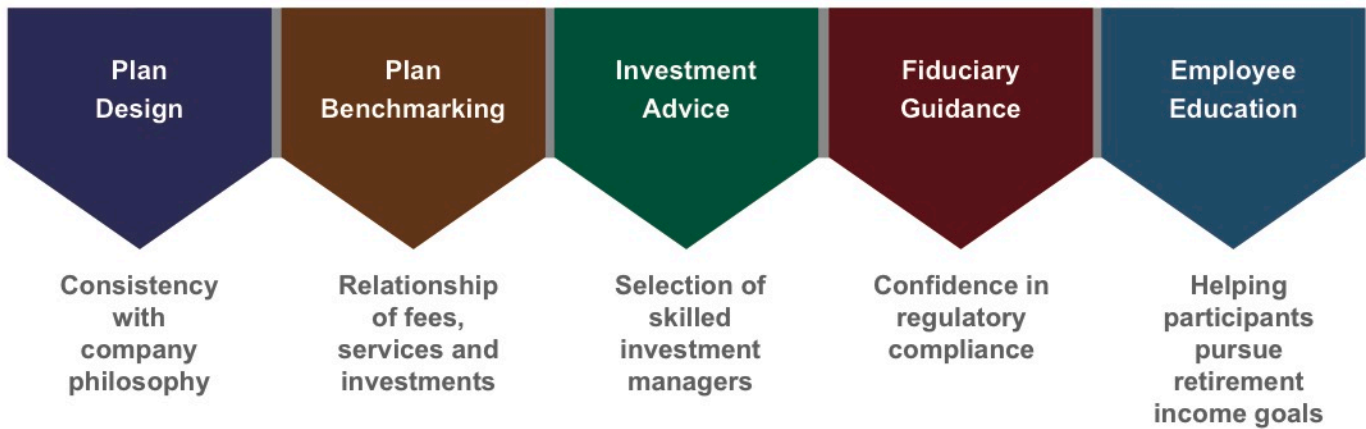 Plan
Design
Consistency
with
company
philosophy
Plan
Benchmarking
Relationship
of fees,
services and
investments
Investment
Advice
Selection of
skilled
investment
managers
Fiduciary
Guidance
Confidence in
regulatory
compliance
Employee
Education
Helping
participants
pursue
retirement
income goals